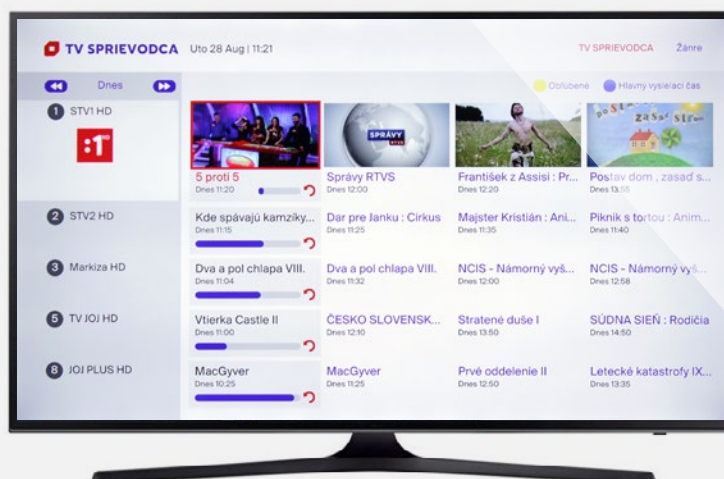 TV SPRIEVODCA Uto 28 Aug | 11:21 TV SPRIEVODCA Žánre
Dnes Obľúbené Hlavný vysielací čas
1 STV1 HD
:1
SPRÁVY
RTVS
5 proti 5 Správy RTVS František z Assisi : Pr... Postav dom , zasaď s...
Dnes 11:20 Dnes 12:00 Dnes 12:20 Dnes 13:55
2 STV2 HD Kde spávajú kamzíky... Dar pre Janku : Cirkus Majster Kristián : Ani... Piknik s tortou : Anim...
Dnes 11:15 Dnes 11:25 Dnes 11:35 Dnes 11:40
3 Markiza HD Dva a pol chlapa VIII. Dva a pol chlapa VIII. NCIS - Námorný vyš... NCIS - Námorný vyš...
Dnes 11:04 Dnes 11:32 Dnes 12:00 Dnes 12:58
5 TV JOJ HD Vtierka Castle II ČESKO SLOVENSK... Stratené duše I SÚDNA SIEŇ : Rodičia
Dnes 11:00 Dnes 12:10 Dnes 13:50 Dnes 14:50
8 JOJ PLUS HD MacGyver MacGyver Prvé oddelenie II Letecké katastrofy IX...
Dnes 10:25 Dnes 11:25 Dnes 12:50 Dnes 13:35